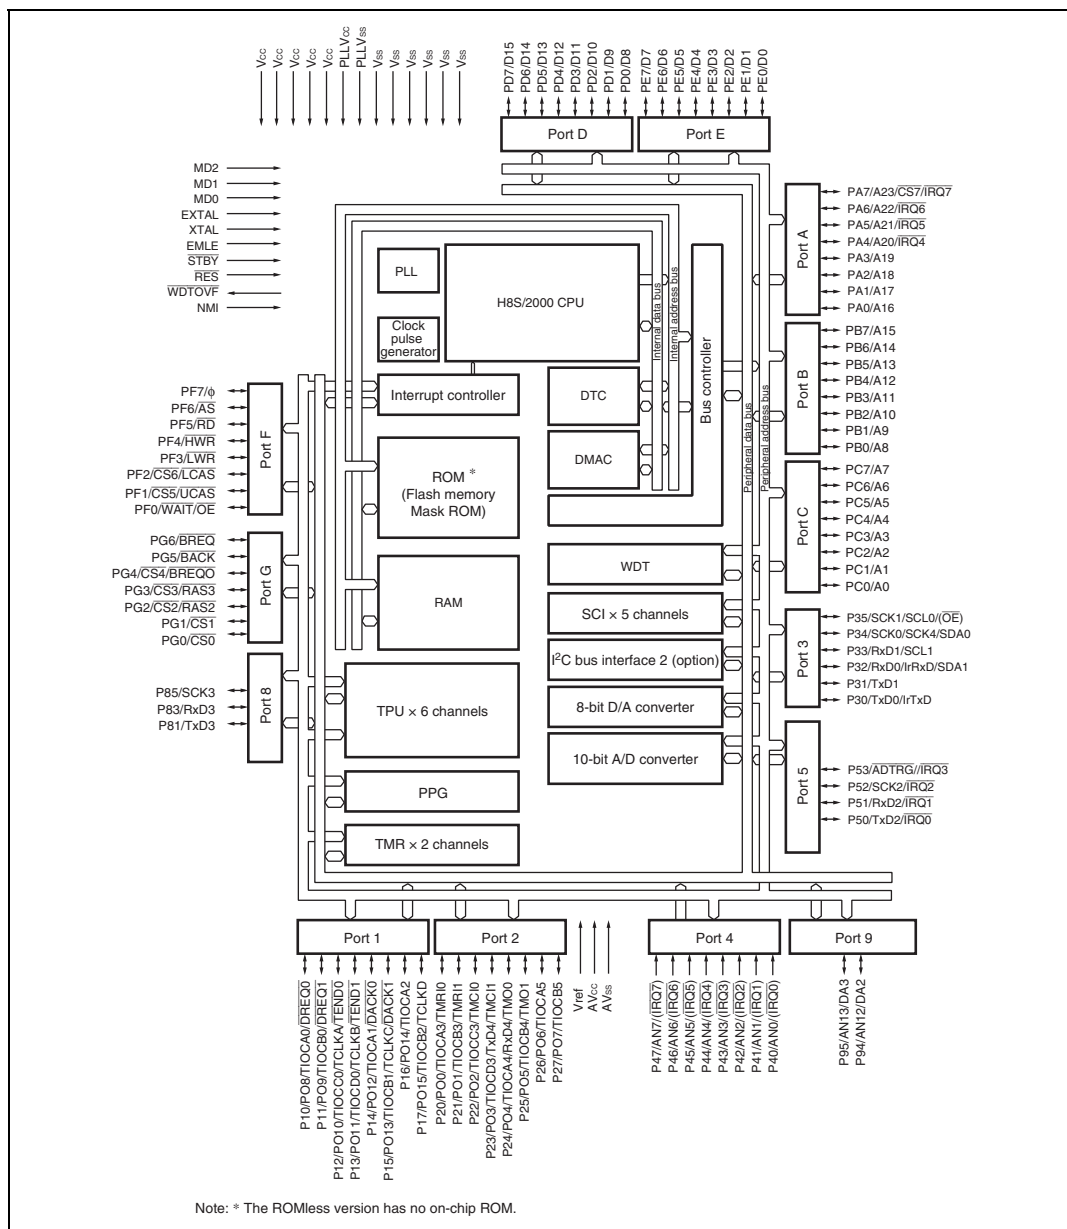 Vcc
Vcc
Vcc
Vcc
Vcc
PLLVcc
PLLVss
Vss
Vss
Vss
Vss
Vss
Vss
PD7/D15
PD6/D14
PD5/D13
PD4/D12
PD3/D11
PD2/D10
PD1/D9
PD0/D8
PE7/D7
PE6/D6
PE5/D5
PE4/D4
PE3/D3
PE2/D2
PE1/D1
PE0/D0
Port D
Port E
MD2
MD1
MD0
EXTAL
XTAL
EMLE
STBY
RES
WDTOVF
NMI
PLL
Clock
pulse
generator
H8S/2000 CPU
Interrupt controller
DTC
DMAC
Internal data bus
Internal address bus
Bus controller
Peripheral data bus
Peripheral address bus
ROM *
(Flash memory
Mask ROM)
RAM
TPU × 6 channels
PPG
TMR × 2 channels
WDT
SCI × 5 channels
I²C bus interface 2 (option)
8-bit D/A converter
10-bit A/D converter
Port A
PA7/A23/CS7/IRQ7
PA6/A22/IRQ6
PA5/A21/IRQ5
PA4/A20/IRQ4
PA3/A19
PA2/A18
PA1/A17
PA0/A16
Port B
PB7/A15
PB6/A14
PB5/A13
PB4/A12
PB3/A11
PB2/A10
PB1/A9
PB0/A8
Port C
PC7/A7
PC6/A6
PC5/A5
PC4/A4
PC3/A3
PC2/A2
PC1/A1
PC0/A0
Port 3
P35/SCK1/SCL0/(OE)
P34/SCK0/SCK4/SDA0
P33/RxD1/SCL1
P32/RxD0/IrRxD/SDA1
P31/TxD1
P30/TxD0/IrTxD
Port 5
P53/ADTRG//IRQ3
P52/SCK2/IRQ2
P51/RxD2/IRQ1
P50/TxD2/IRQ0
PF7/ϕ
PF6/AS
PF5/RD
PF4/HWR
PF3/LWR
PF2/CS6/LCAS
PF1/CS5/UCAS
PF0/WAIT/OE
Port F
PG6/BREQ
PG5/BACK
PG4/CS4/BREQO
PG3/CS3/RAS3
PG2/CS2/RAS2
PG1/CS1
PG0/CS0
Port G
P85/SCK3
P83/RxD3
P81/TxD3
Port 8
Port 1
Port 2
Port 4
Port 9
P10/PO8/TIOCA0/DREQ0
P11/PO9/TIOCB0/DREQ1
P12/PO10/TIOCC0/TCLKA/TEND0
P13/PO11/TIOCD0/TCLKB/TEND1
P14/PO12/TIOCA1/DACK0
P15/PO13/TIOCB1/TCLKC/DACK1
P16/PO14/TIOCA2
P17/PO15/TIOCB2/TCLKD
P20/PO0/TIOCA3/TMRI0
P21/PO1/TIOCB3/TMRI1
P22/PO2/TIOCC3/TMCI0
P23/PO3/TIOCD3/TxD4/TMCI1
P24/PO4/TIOCA4/RxD4/TMO0
P25/PO5/TIOCB4/TMO1
P26/PO6/TIOCA5
P27/PO7/TIOCB5
Vref
AVcc
AVss
P47/AN7/(IRQ7)
P46/AN6/(IRQ6)
P45/AN5/(IRQ5)
P44/AN4/(IRQ4)
P43/AN3/(IRQ3)
P42/AN2/(IRQ2)
P41/AN1/(IRQ1)
P40/AN0/(IRQ0)
P95/AN13/DA3
P94/AN12/DA2
Note: * The ROMless version has no on-chip ROM.